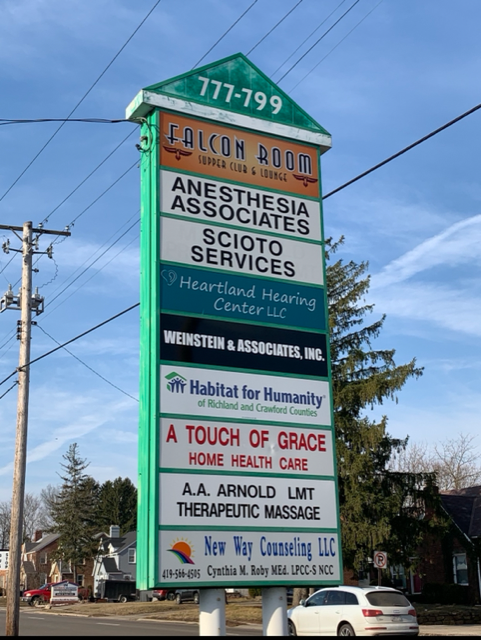 777-799
FALCON ROOM
SUPPER CLUB & LOUNGE
ANESTHESIA
ASSOCIATES
SCIOTO
SERVICES
Heartland Hearing
Center LLC
WEINSTEIN & ASSOCIATES, INC.
Habitat for Humanity®
of Richland and Crawford Counties
A TOUCH OF GRACE
HOME HEALTH CARE
A.A. ARNOLD LMT
THERAPEUTIC MASSAGE
New Way Counseling LLC
419-566-4505 Cynthia M. Roby MEd. LPCC-S NCC